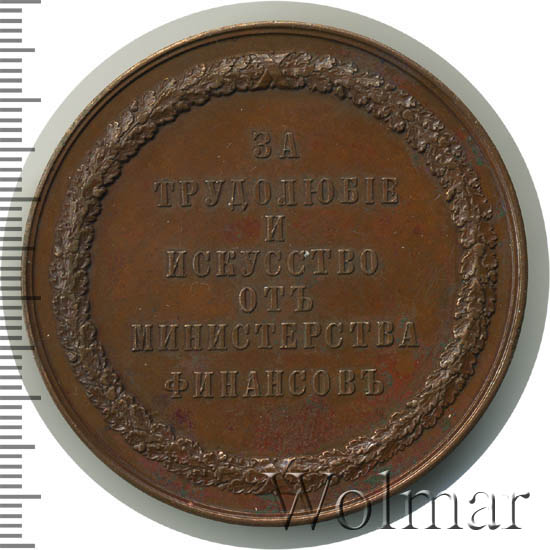 ЗА
ТРУДОЛЮБІЕ
И
ИСКУССТВО
ОТЪ
МИНИСТЕРСТВА
ФИНАНСОВЪ
Wolmar